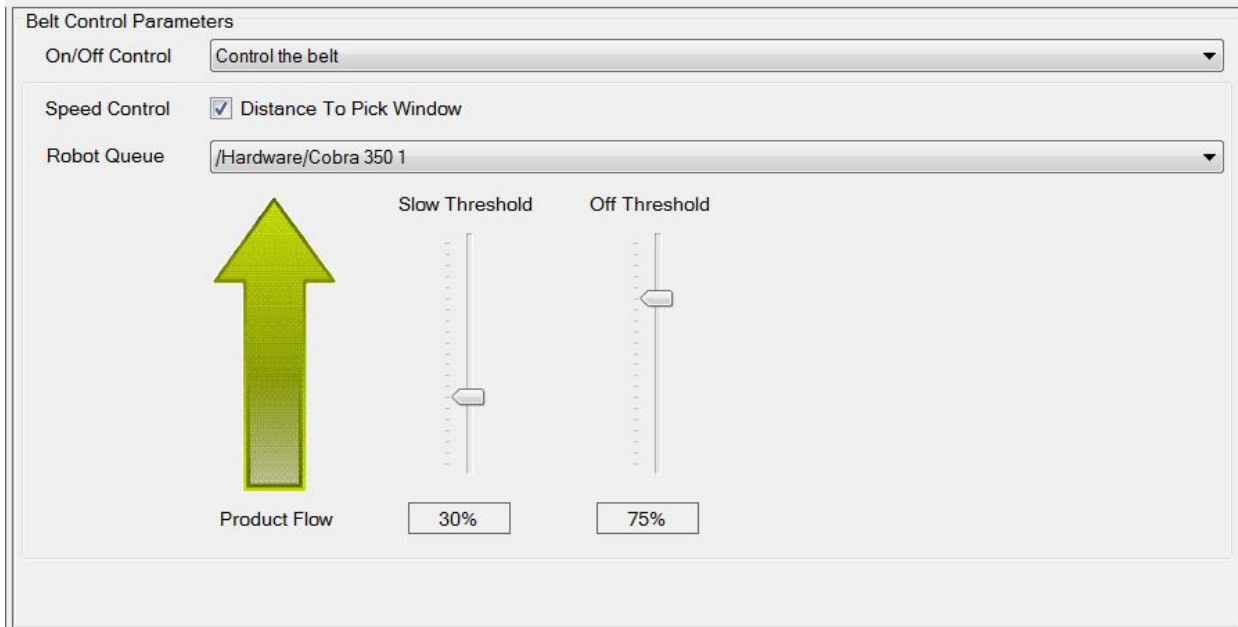 Belt Control Parameters
On/Off Control Control the belt
Speed Control Distance To Pick Window
Robot Queue /Hardware/Cobra 350 1
Slow Threshold Off Threshold
Product Flow 30% 75%